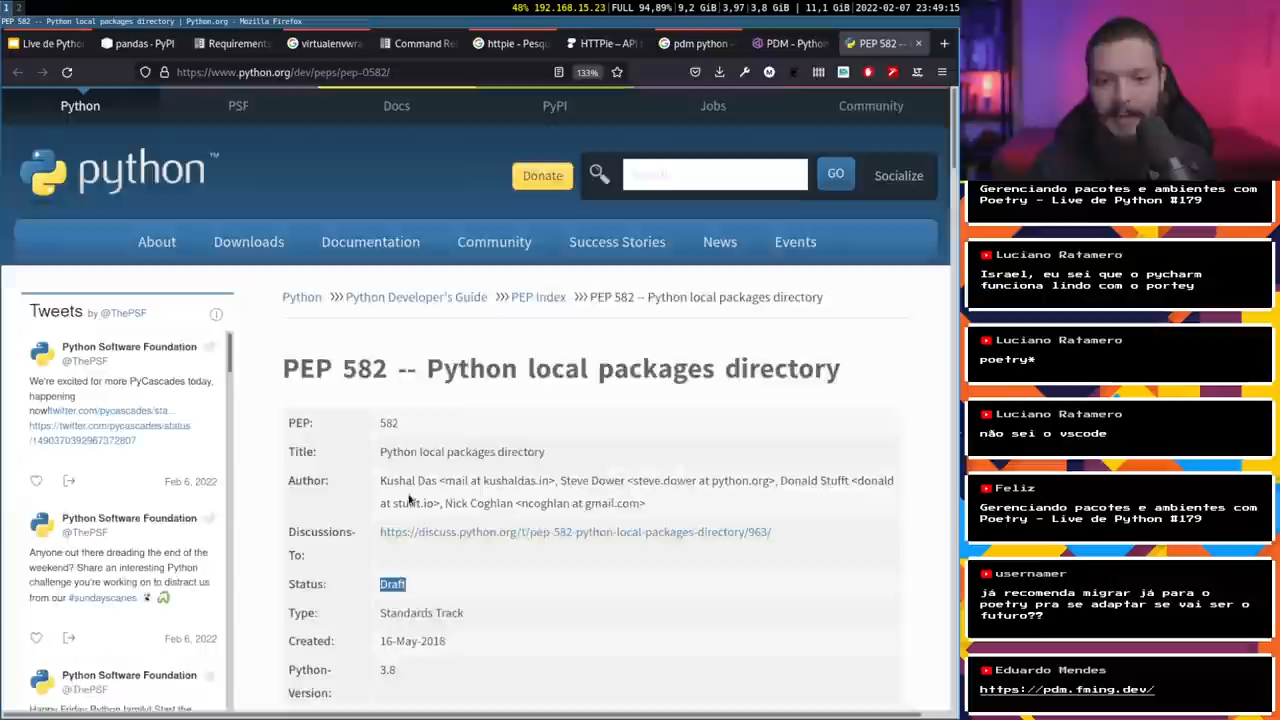 1 2
48% 192.168.15.23|FULL 94,89%|9,2 GiB|3,97|3,8 GiB| 11,1 GiB|2022-02-07 23:49:15
PEP 582 -- Python local packages directory | Python.org - Mozilla Firefox
Live de Pytho
pandas · PyPI
Requirements
virtualenvwra
Command Re
httpie - Pesqu
HTTPie – API
pdm python -
PDM - Python
PEP 582 --
https://www.python.org/dev/peps/pep-0582/
133%
Python
PSF
Docs
PyPI
Jobs
Community
python™
Donate
Search
GO
Socialize
About
Downloads
Documentation
Community
Success Stories
News
Events
Tweets by @ThePSF
Python Software Foundation
@ThePSF
We're excited for more PyCascades today,
happening
now!twitter.com/pycascades/sta…
https://twitter.com/pycascades/status
/1490370392967372807
Feb 6, 2022
Python Software Foundation
@ThePSF
Anyone out there dreading the end of the
weekend? Share an interesting Python
challenge you're working on to distract us
from our #sundayscaries
Feb 6, 2022
Python Software Foundation
@ThePSF
Happy Friday Python family! Start the
Python >>> Python Developer's Guide >>> PEP Index >>> PEP 582 -- Python local packages directory
PEP 582 -- Python local packages directory
PEP: 582
Title: Python local packages directory
Author: Kushal Das <mail at kushaldas.in>, Steve Dower <steve.dower at python.org>, Donald Stufft <donald
at stufft.io>, Nick Coghlan <ncoghlan at gmail.com>
Discussions- https://discuss.python.org/t/pep-582-python-local-packages-directory/963/
To:
Status: Draft
Type: Standards Track
Created: 16-May-2018
Python- 3.8
Version:
Gerenciando pacotes e ambientes com
Poetry - Live de Python #179
Luciano Ratamero
Israel, eu sei que o pycharm
funciona lindo com o portey
Luciano Ratamero
poetry*
Luciano Ratamero
não sei o vscode
Feliz
Gerenciando pacotes e ambientes com
Poetry - Live de Python #179
usernamer
já recomenda migrar já para o
poetry pra se adaptar se vai ser o
futuro??
Eduardo Mendes
https://pdm.fming.dev/